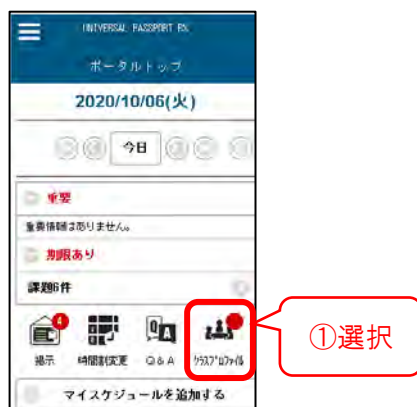 UNIVERSAL PASSPORT RX
ポータルトップ
2020/10/06(火)
今日
重要
重要情報はありません。
期限あり
課題6件
4
掲示 時間割変更 Q&A クラスプロファイル
①選択
マイスケジュールを追加する